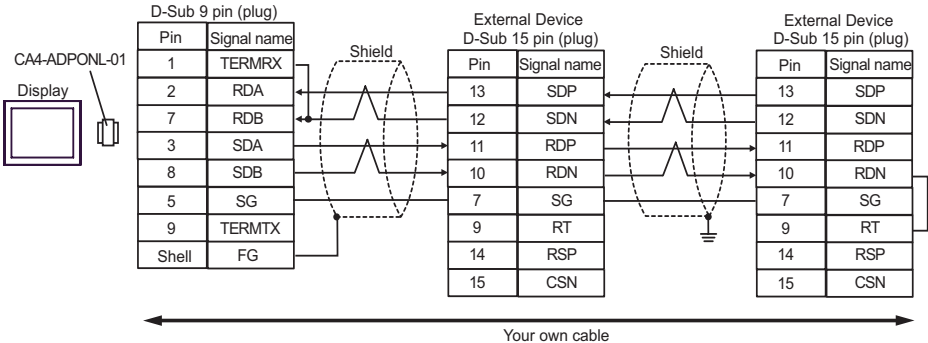 D-Sub 9 pin (plug)
External Device
D-Sub 15 pin (plug)
External Device
D-Sub 15 pin (plug)
CA4-ADPONL-01
Display
Shield
Shield
Pin Signal name
1 TERMRX
2 RDA
7 RDB
3 SDA
8 SDB
5 SG
9 TERMTX
Shell FG
Pin Signal name
13 SDP
12 SDN
11 RDP
10 RDN
7 SG
9 RT
14 RSP
15 CSN
Pin Signal name
13 SDP
12 SDN
11 RDP
10 RDN
7 SG
9 RT
14 RSP
15 CSN
Your own cable